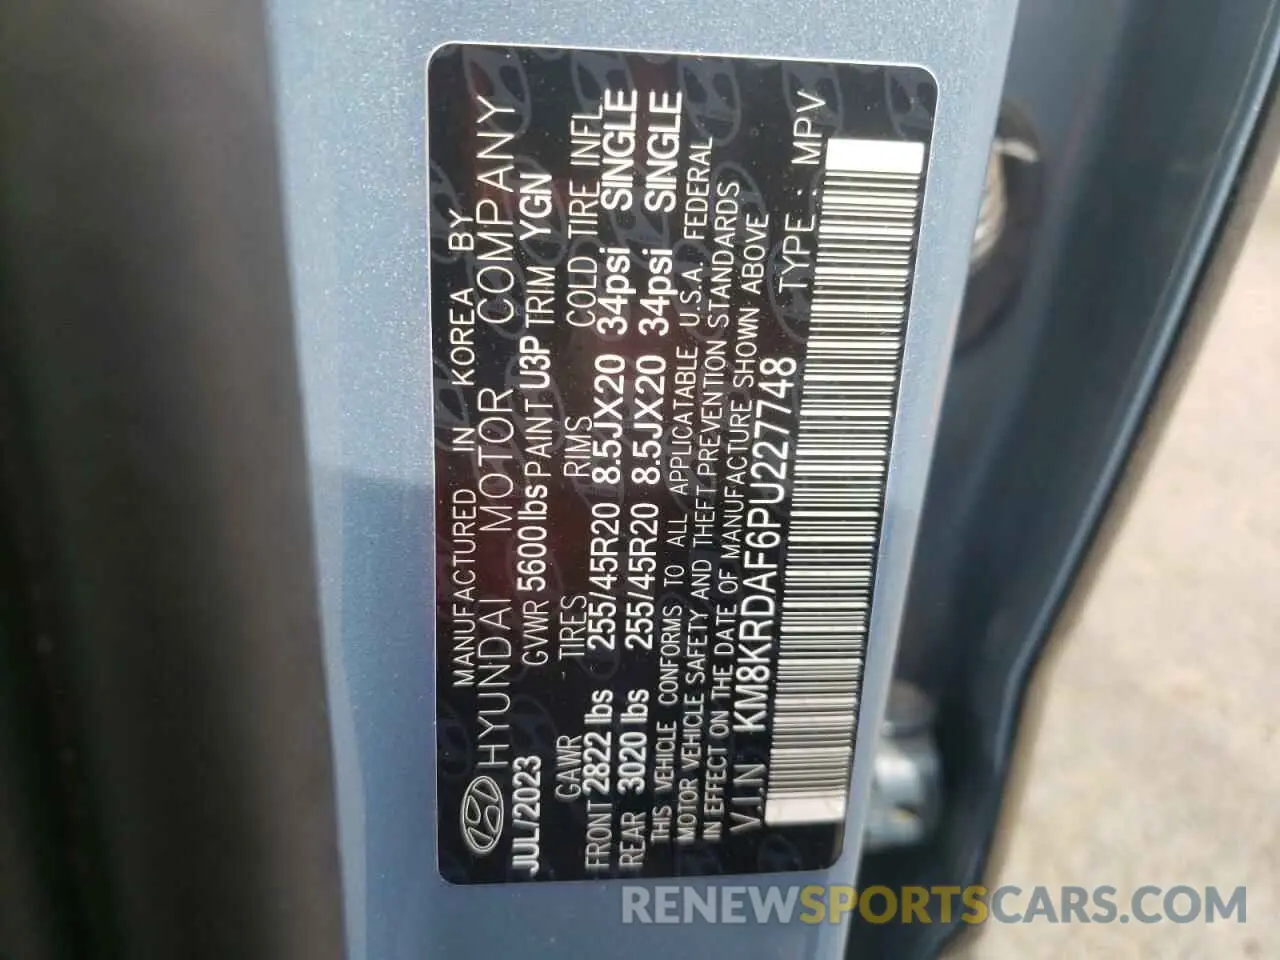 MANUFACTURED IN KOREA BY
HYUNDAI MOTOR COMPANY
JUL/2023 GVWR 5600 lbs PAINT U3P TRIM YGN
GAWR TIRES RIMS COLD TIRE INFL
FRONT 2822 lbs 255/45R20 8.5JX20 34psi SINGLE
REAR 3020 lbs 255/45R20 8.5JX20 34psi SINGLE
THIS VEHICLE CONFORMS TO ALL APPLICATABLE U.S.A. FEDERAL
MOTOR VEHICLE SAFETY AND THEFT PREVENTION STANDARDS
IN EFFECT ON THE DATE OF MANUFACTURE SHOWN ABOVE
V.I.N : KM8KRDAF6PU227748 TYPE : MPV
RENEWSPORTSCARS.COM